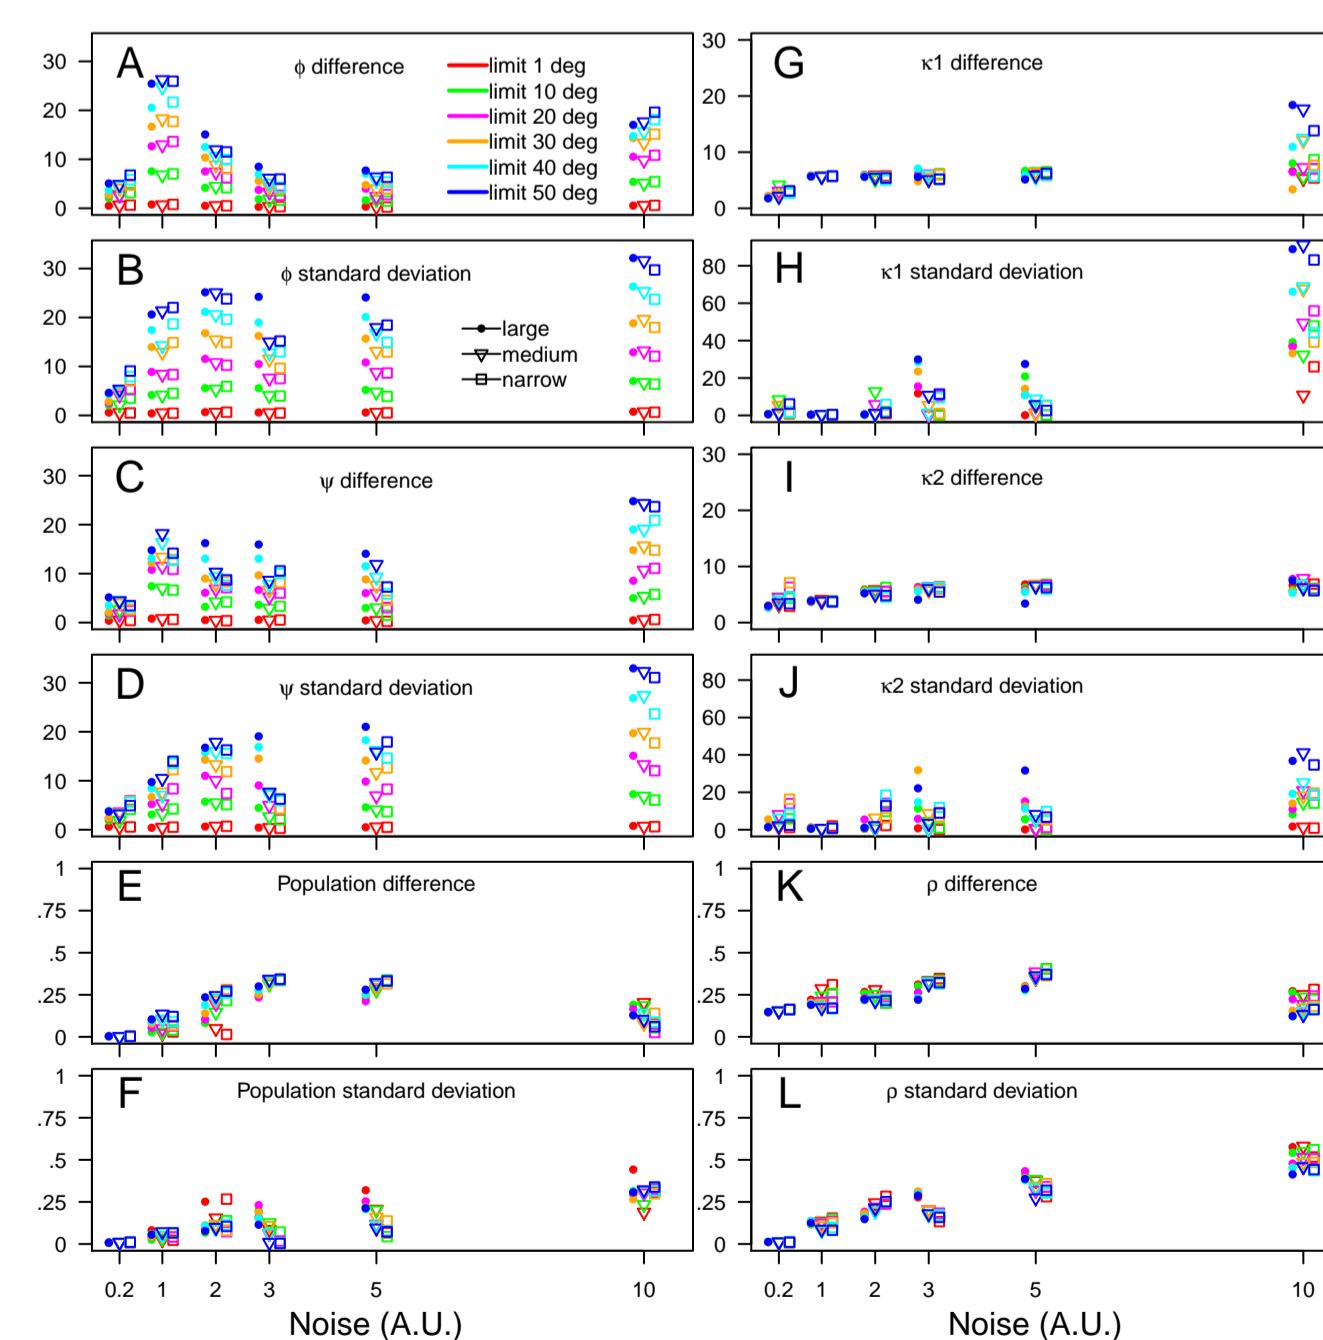 A
ϕ difference
30
20
10
0
limit 1 deg
limit 10 deg
limit 20 deg
limit 30 deg
limit 40 deg
limit 50 deg
B
ϕ standard deviation
30
20
10
0
large
medium
narrow
C
ψ difference
30
20
10
0
D
ψ standard deviation
30
20
10
0
E
Population difference
1
.75
.5
.25
0
F
Population standard deviation
1
.75
.5
.25
0
0.2 1 2 3 5 10
Noise (A.U.)
G
κ1 difference
30
20
10
0
H
κ1 standard deviation
80
60
40
20
0
I
κ2 difference
30
20
10
0
J
κ2 standard deviation
80
60
40
20
0
K
ρ difference
1
.75
.5
.25
0
L
ρ standard deviation
1
.75
.5
.25
0
0.2 1 2 3 5 10
Noise (A.U.)